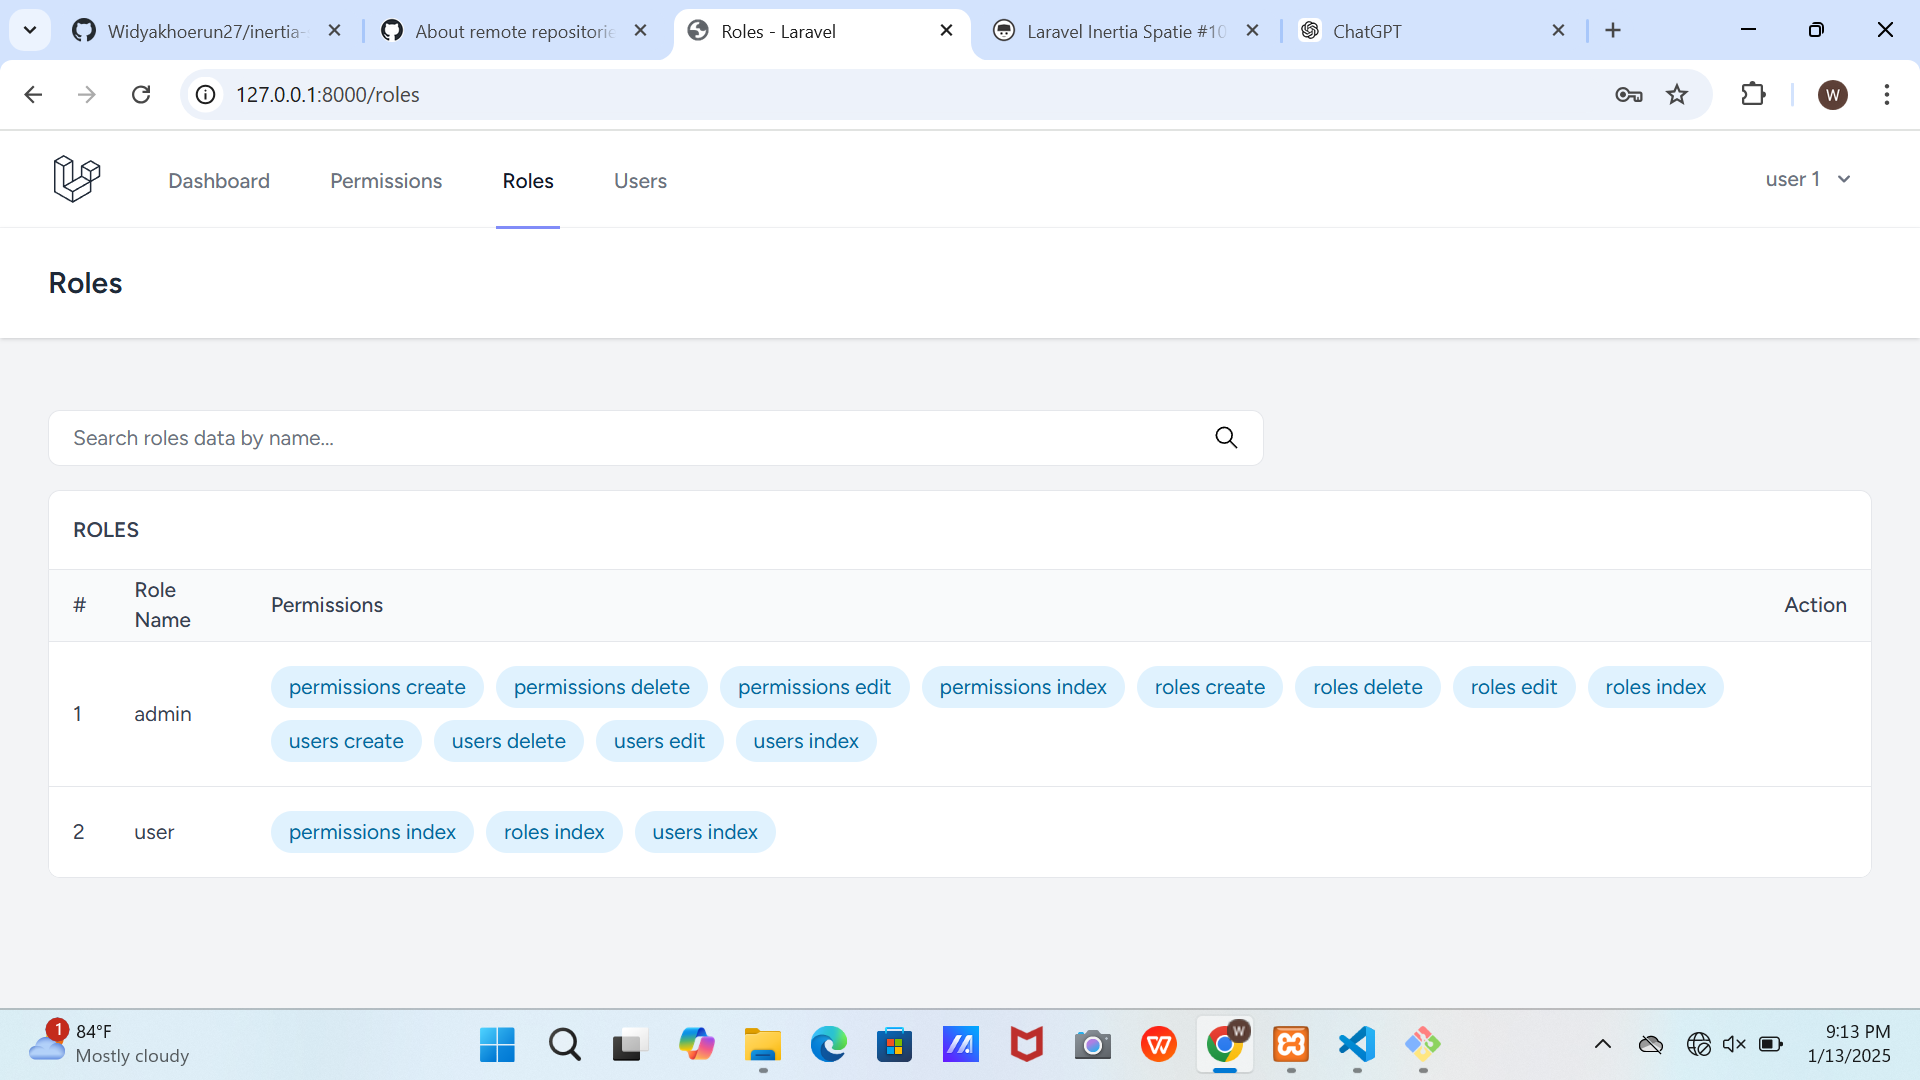 Widyakhoerun27/inertia-
About remote repositorie
Roles - Laravel
Laravel Inertia Spatie #10
ChatGPT
127.0.0.1:8000/roles
W
Dashboard
Permissions
Roles
Users
user 1
Roles
Search roles data by name...
ROLES
#
Role Name
Permissions
Action
1
admin
permissions create
permissions delete
permissions edit
permissions index
roles create
roles delete
roles edit
roles index
users create
users delete
users edit
users index
2
user
permissions index
roles index
users index
1
84°F
Mostly cloudy
W
9:13 PM
1/13/2025